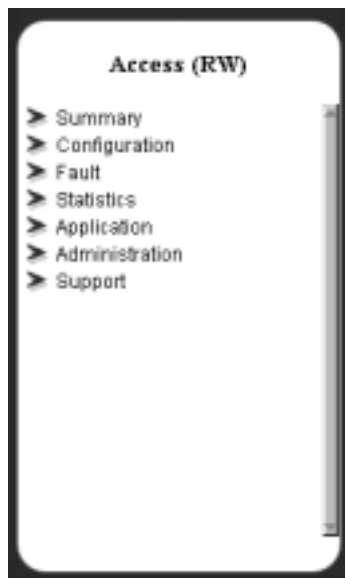 Access (RW)
Summary
Configuration
Fault
Statistics
Application
Administration
Support